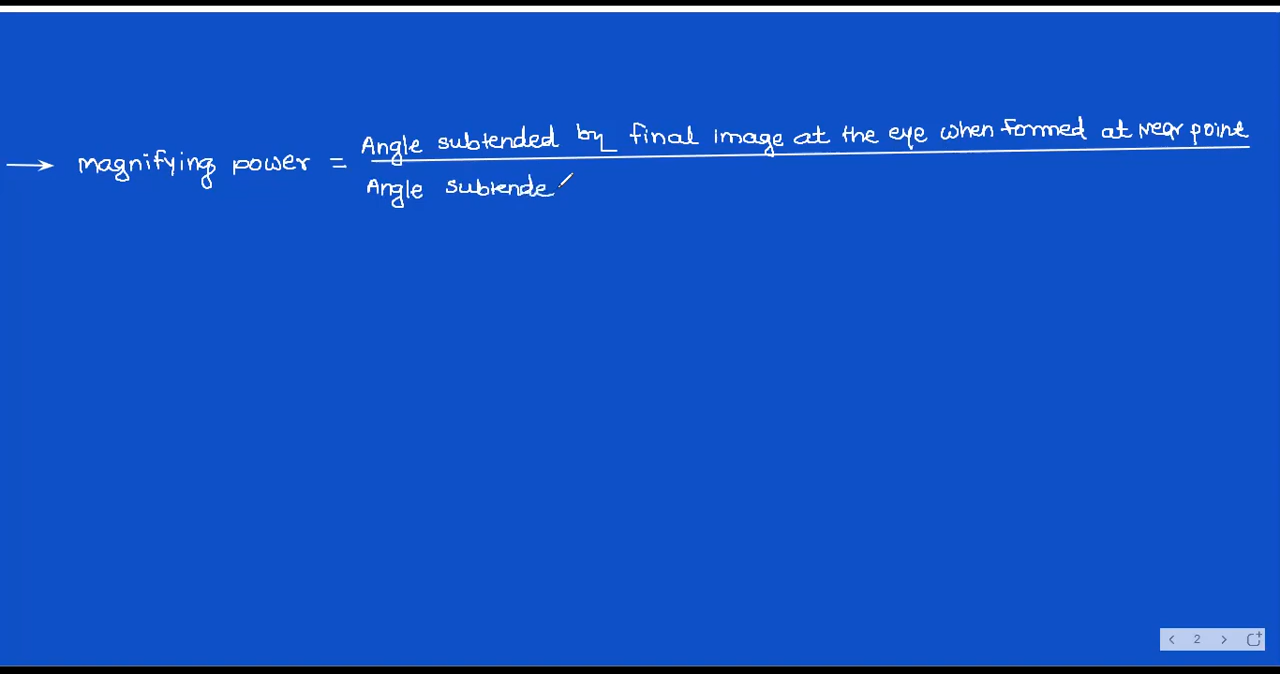 → magnifying power = Angle subtended by final image at the eye when formed at Near point
Angle subtende
2